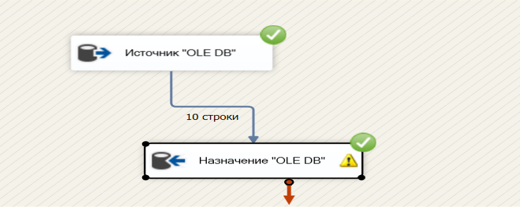 Источник "OLE DB"
10 строки
Назначение "OLE DB"